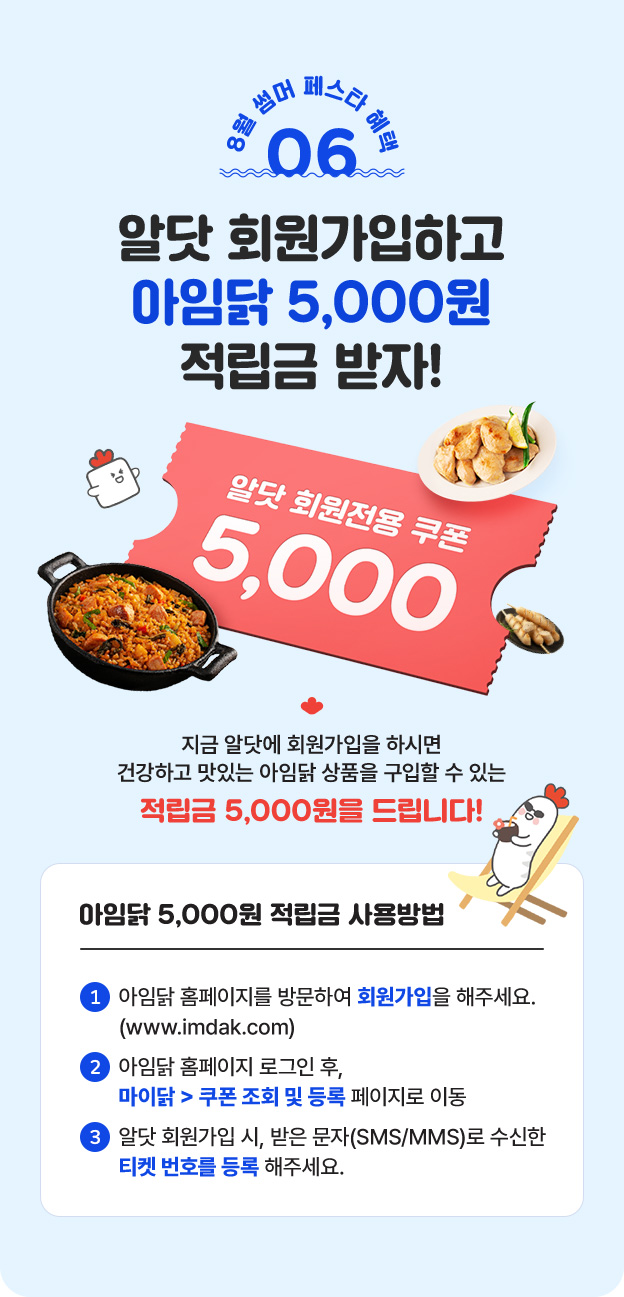 8월 썸머 페스타 혜택
06
알닷 회원가입하고
아임닭 5,000원
적립금 받자!
알닷 회원전용 쿠폰
5,000
지금 알닷에 회원가입을 하시면
건강하고 맛있는 아임닭 상품을 구입할 수 있는
적립금 5,000원을 드립니다!
아임닭 5,000원 적립금 사용방법
1 아임닭 홈페이지를 방문하여 회원가입을 해주세요.
(www.imdak.com)
2 아임닭 홈페이지 로그인 후,
마이닭 > 쿠폰 조회 및 등록 페이지로 이동
3 알닷 회원가입 시, 받은 문자(SMS/MMS)로 수신한
티켓 번호를 등록 해주세요.